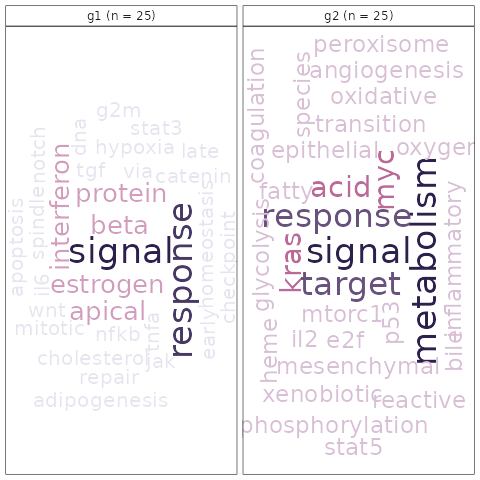 g1 (n = 25)
g2m
stat3
dna
hypoxia
late
notch
tgf
via
catenin
interferon
protein
spindle
beta
homeostasis
apoptosis
signal
response
checkpoint
il6
estrogen
wnt
apical
early
mitotic
nfkb
tnfa
cholesterol
jak
repair
adipogenesis
g2 (n = 25)
peroxisome
coagulation
species
angiogenesis
oxidative
transition
epithelial
myc
oxygen
fatty
acid
metabolism
response
inflammatory
glycolysis
kras
signal
target
mtorc1
p53
heme
il2
e2f
bile
mesenchymal
xenobiotic
reactive
phosphorylation
stat5